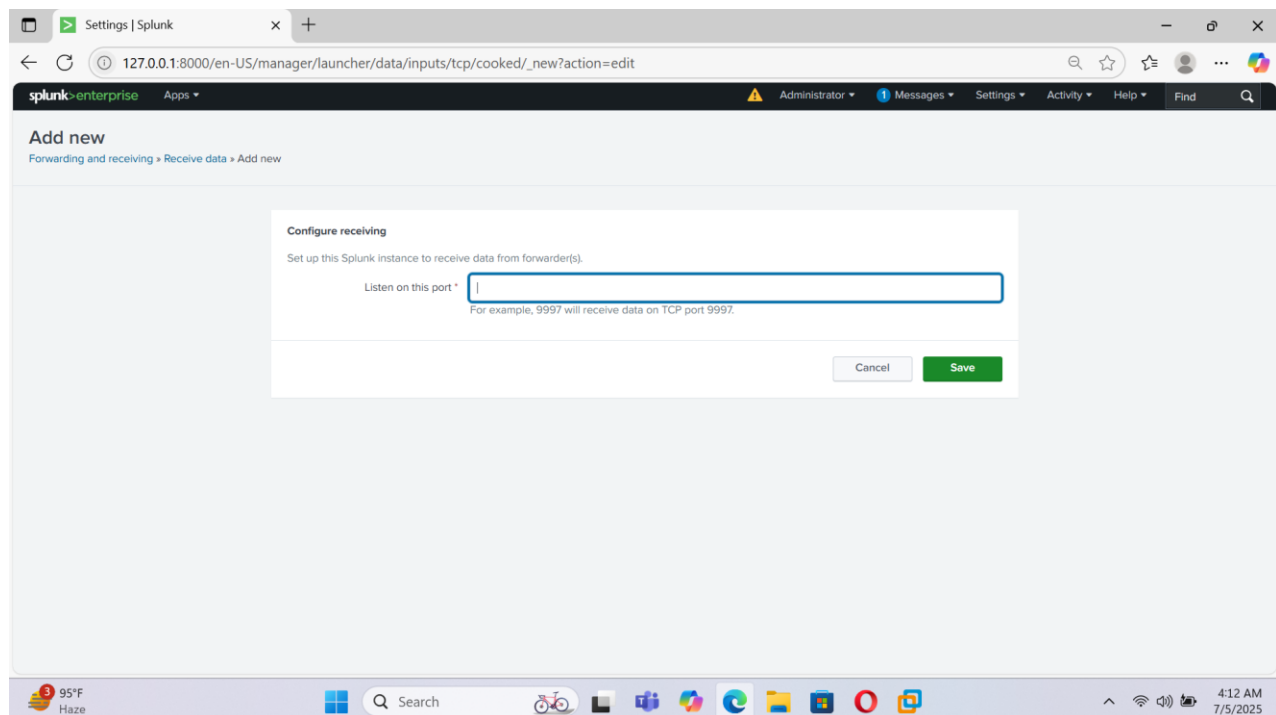 Settings | Splunk
127.0.0.1:8000/en-US/manager/launcher/data/inputs/tcp/cooked/_new?action=edit
splunk>enterprise Apps Administrator 1 Messages Settings Activity Help Find
Add new
Forwarding and receiving » Receive data » Add new
Configure receiving
Set up this Splunk instance to receive data from forwarder(s).
Listen on this port *
For example, 9997 will receive data on TCP port 9997.
Cancel Save
3 95°F Search 4:12 AM
Haze 7/5/2025